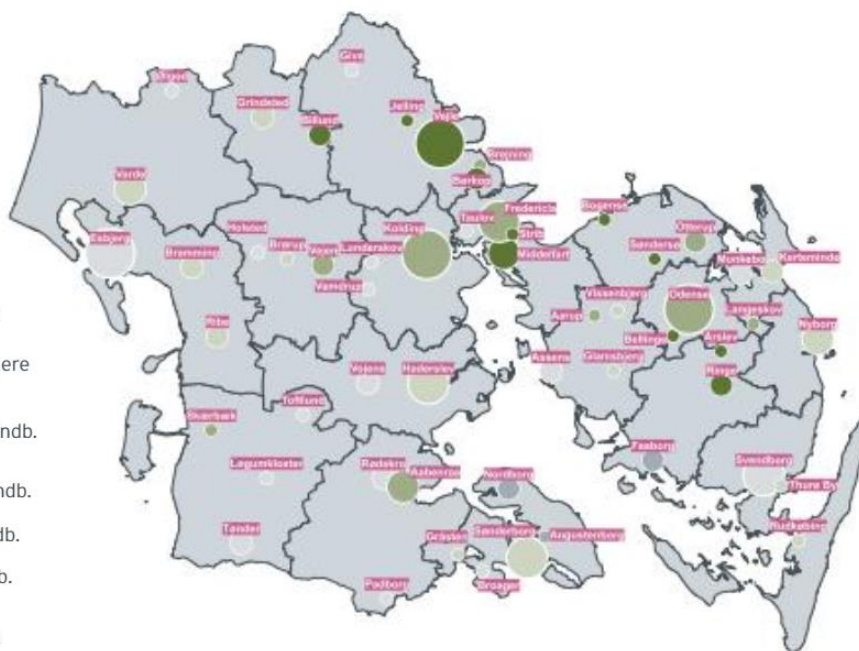 Give
Ølgod
Grindsted
Billund
Jelling
Vejle
Brejning
Børkop
Varde
Fredericia
Taulov
Strib
Middelfart
Bogense
Otterup
Esbjerg
Holsted
Brørup
Vejen
Lunderskov
Kolding
Bramming
Vamdrup
Søndersø
Munkebo
Kerteminde
Vissenbjerg
Odense
Aarup
Langeskov
Nyborg
Ribe
Bellinge
Årslev
Assens
Glamsbjerg
Ringe
ere
Vojens
Haderslev
Toftlund
Skærbæk
ndb.
Faaborg
Svendborg
Thurø By
Løgumkloster
Rødekro
Aabenraa
Nordborg
ndb.
Rudkøbing
Tønder
Gråsten
Sønderborg
Augustenborg
db.
Broager
b.
Padborg